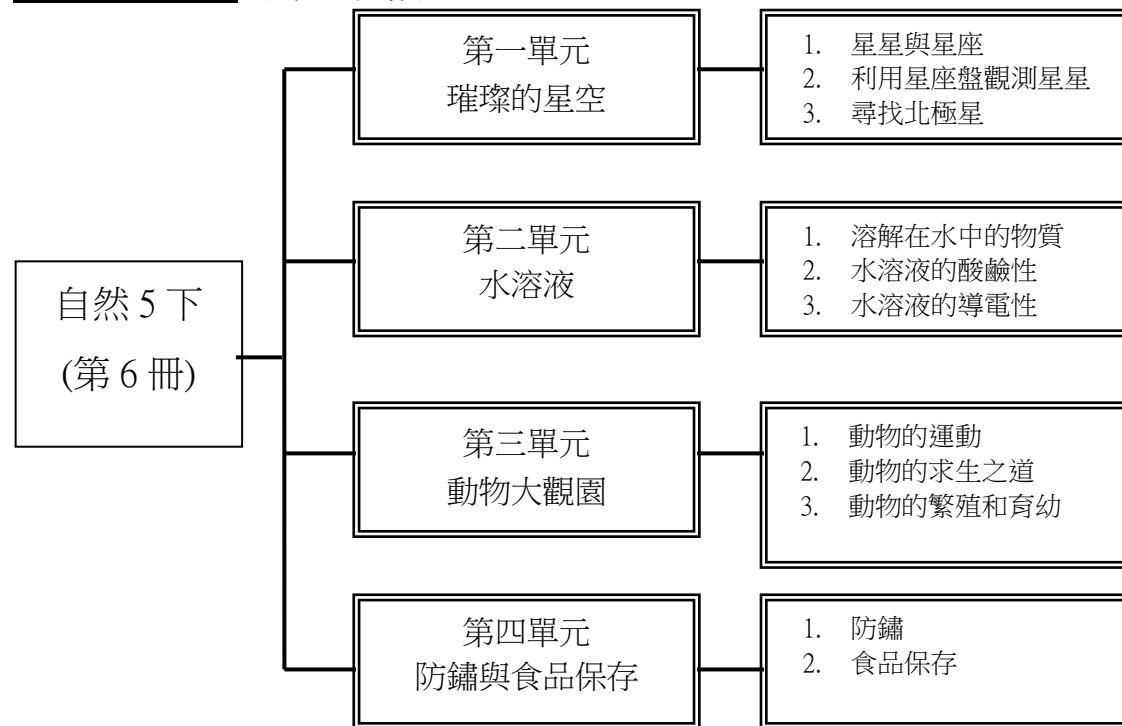 自然 5 下
(第 6 冊)
第一單元
璀璨的星空
1. 星星與星座
2. 利用星座盤觀測星星
3. 尋找北極星
第二單元
水溶液
1. 溶解在水中的物質
2. 水溶液的酸鹼性
3. 水溶液的導電性
第三單元
動物大觀園
1. 動物的運動
2. 動物的求生之道
3. 動物的繁殖和育幼
第四單元
防鏽與食品保存
1. 防鏽
2. 食品保存